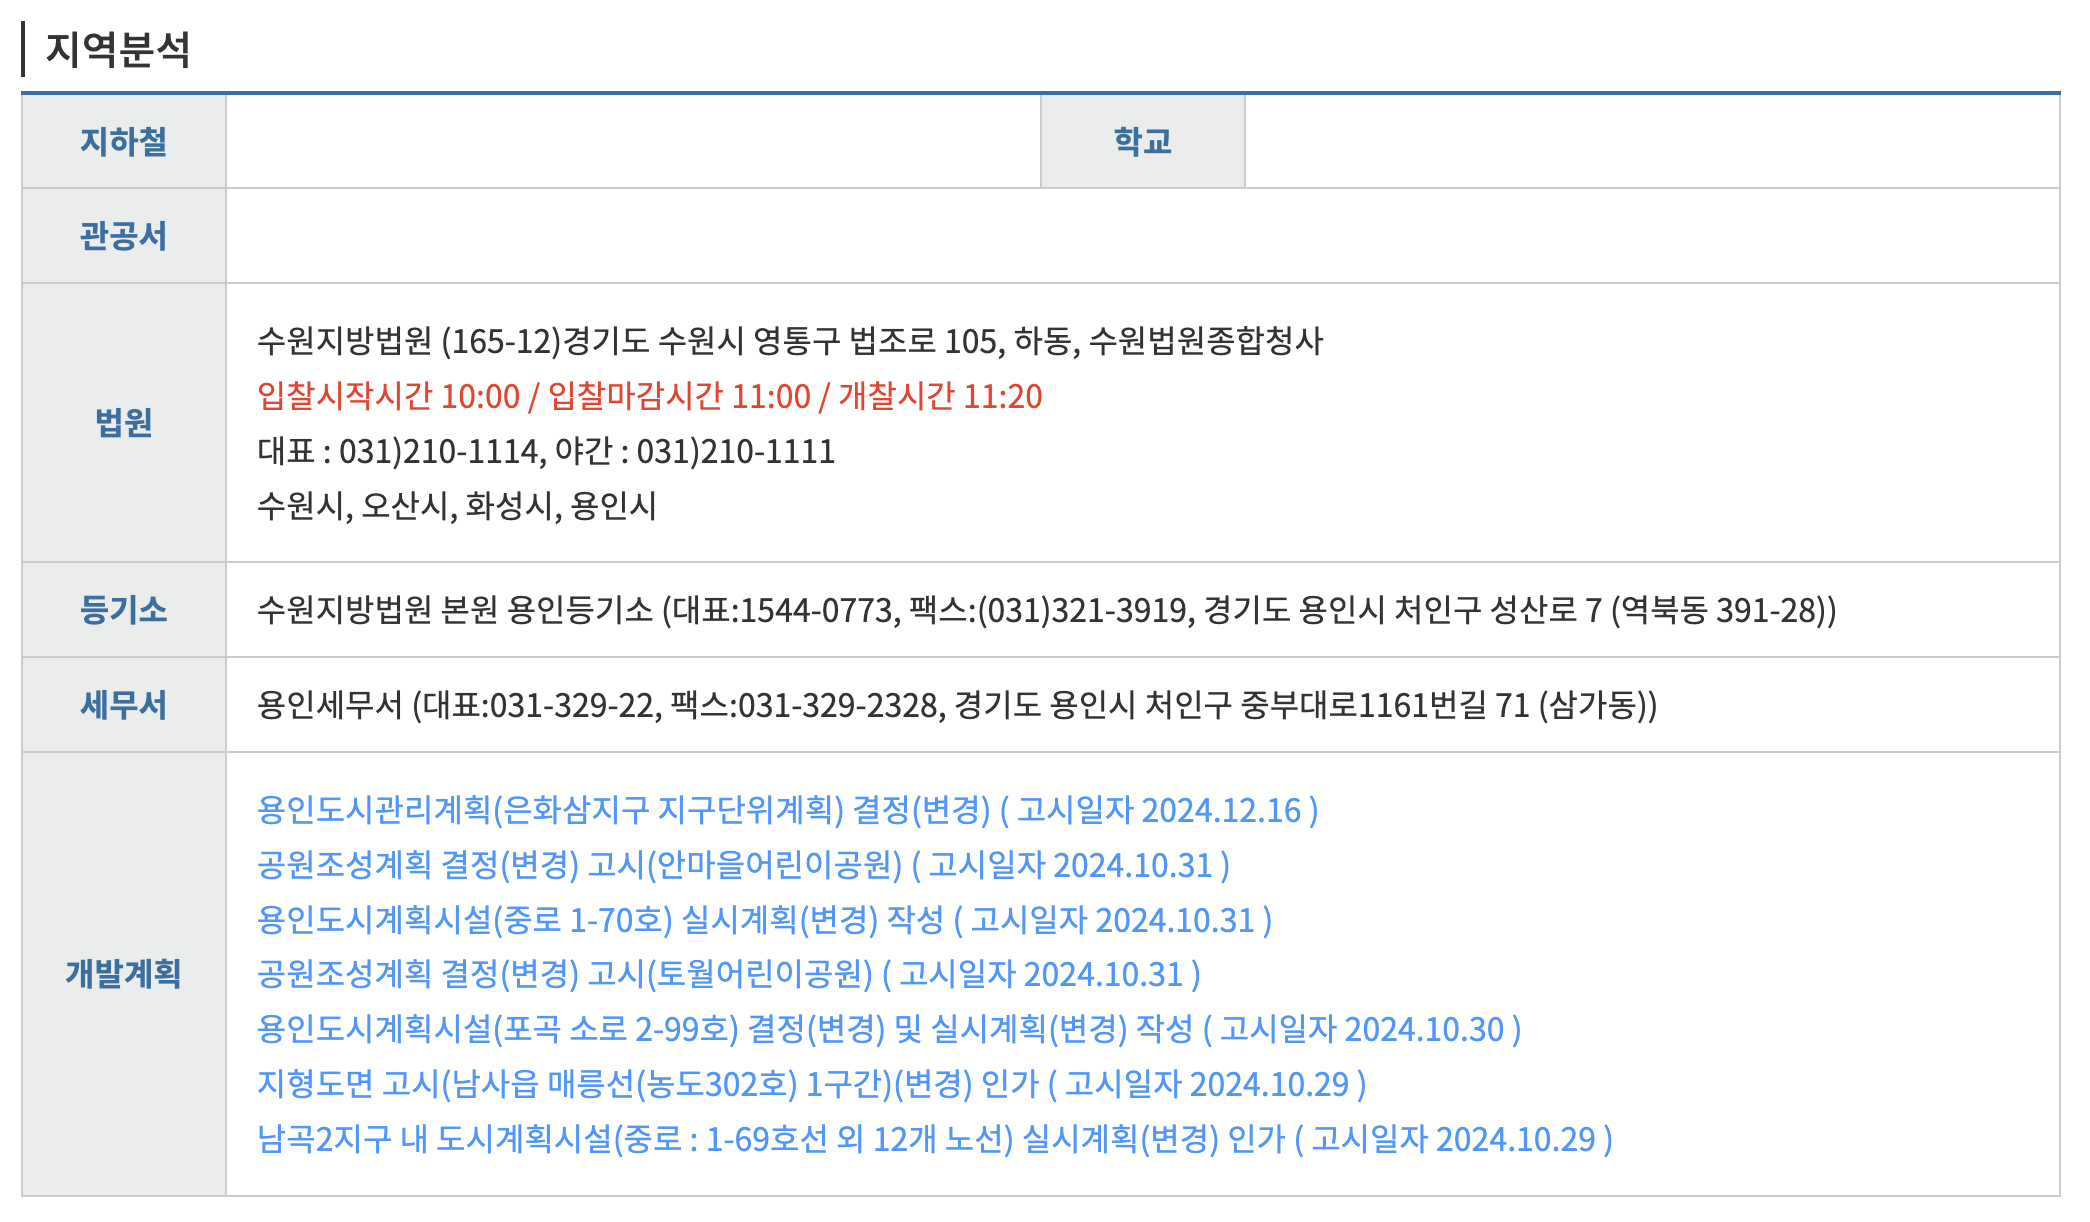 지역분석
지하철
학교
관공서
법원
수원지방법원 (165-12)경기도 수원시 영통구 법조로 105, 하동, 수원법원종합청사
입찰시작시간 10:00 / 입찰마감시간 11:00 / 개찰시간 11:20
대표 : 031)210-1114, 야간 : 031)210-1111
수원시, 오산시, 화성시, 용인시
등기소
수원지방법원 본원 용인등기소 (대표:1544-0773, 팩스:(031)321-3919, 경기도 용인시 처인구 성산로 7 (역북동 391-28))
세무서
용인세무서 (대표:031-329-22, 팩스:031-329-2328, 경기도 용인시 처인구 중부대로1161번길 71 (삼가동))
개발계획
용인도시관리계획(은화삼지구 지구단위계획) 결정(변경) ( 고시일자 2024.12.16 )
공원조성계획 결정(변경) 고시(안마을어린이공원) ( 고시일자 2024.10.31 )
용인도시계획시설(중로 1-70호) 실시계획(변경) 작성 ( 고시일자 2024.10.31 )
공원조성계획 결정(변경) 고시(토월어린이공원) ( 고시일자 2024.10.31 )
용인도시계획시설(포곡 소로 2-99호) 결정(변경) 및 실시계획(변경) 작성 ( 고시일자 2024.10.30 )
지형도면 고시(남사읍 매릉선(농도302호) 1구간)(변경) 인가 ( 고시일자 2024.10.29 )
남곡2지구 내 도시계획시설(중로 : 1-69호선 외 12개 노선) 실시계획(변경) 인가 ( 고시일자 2024.10.29 )